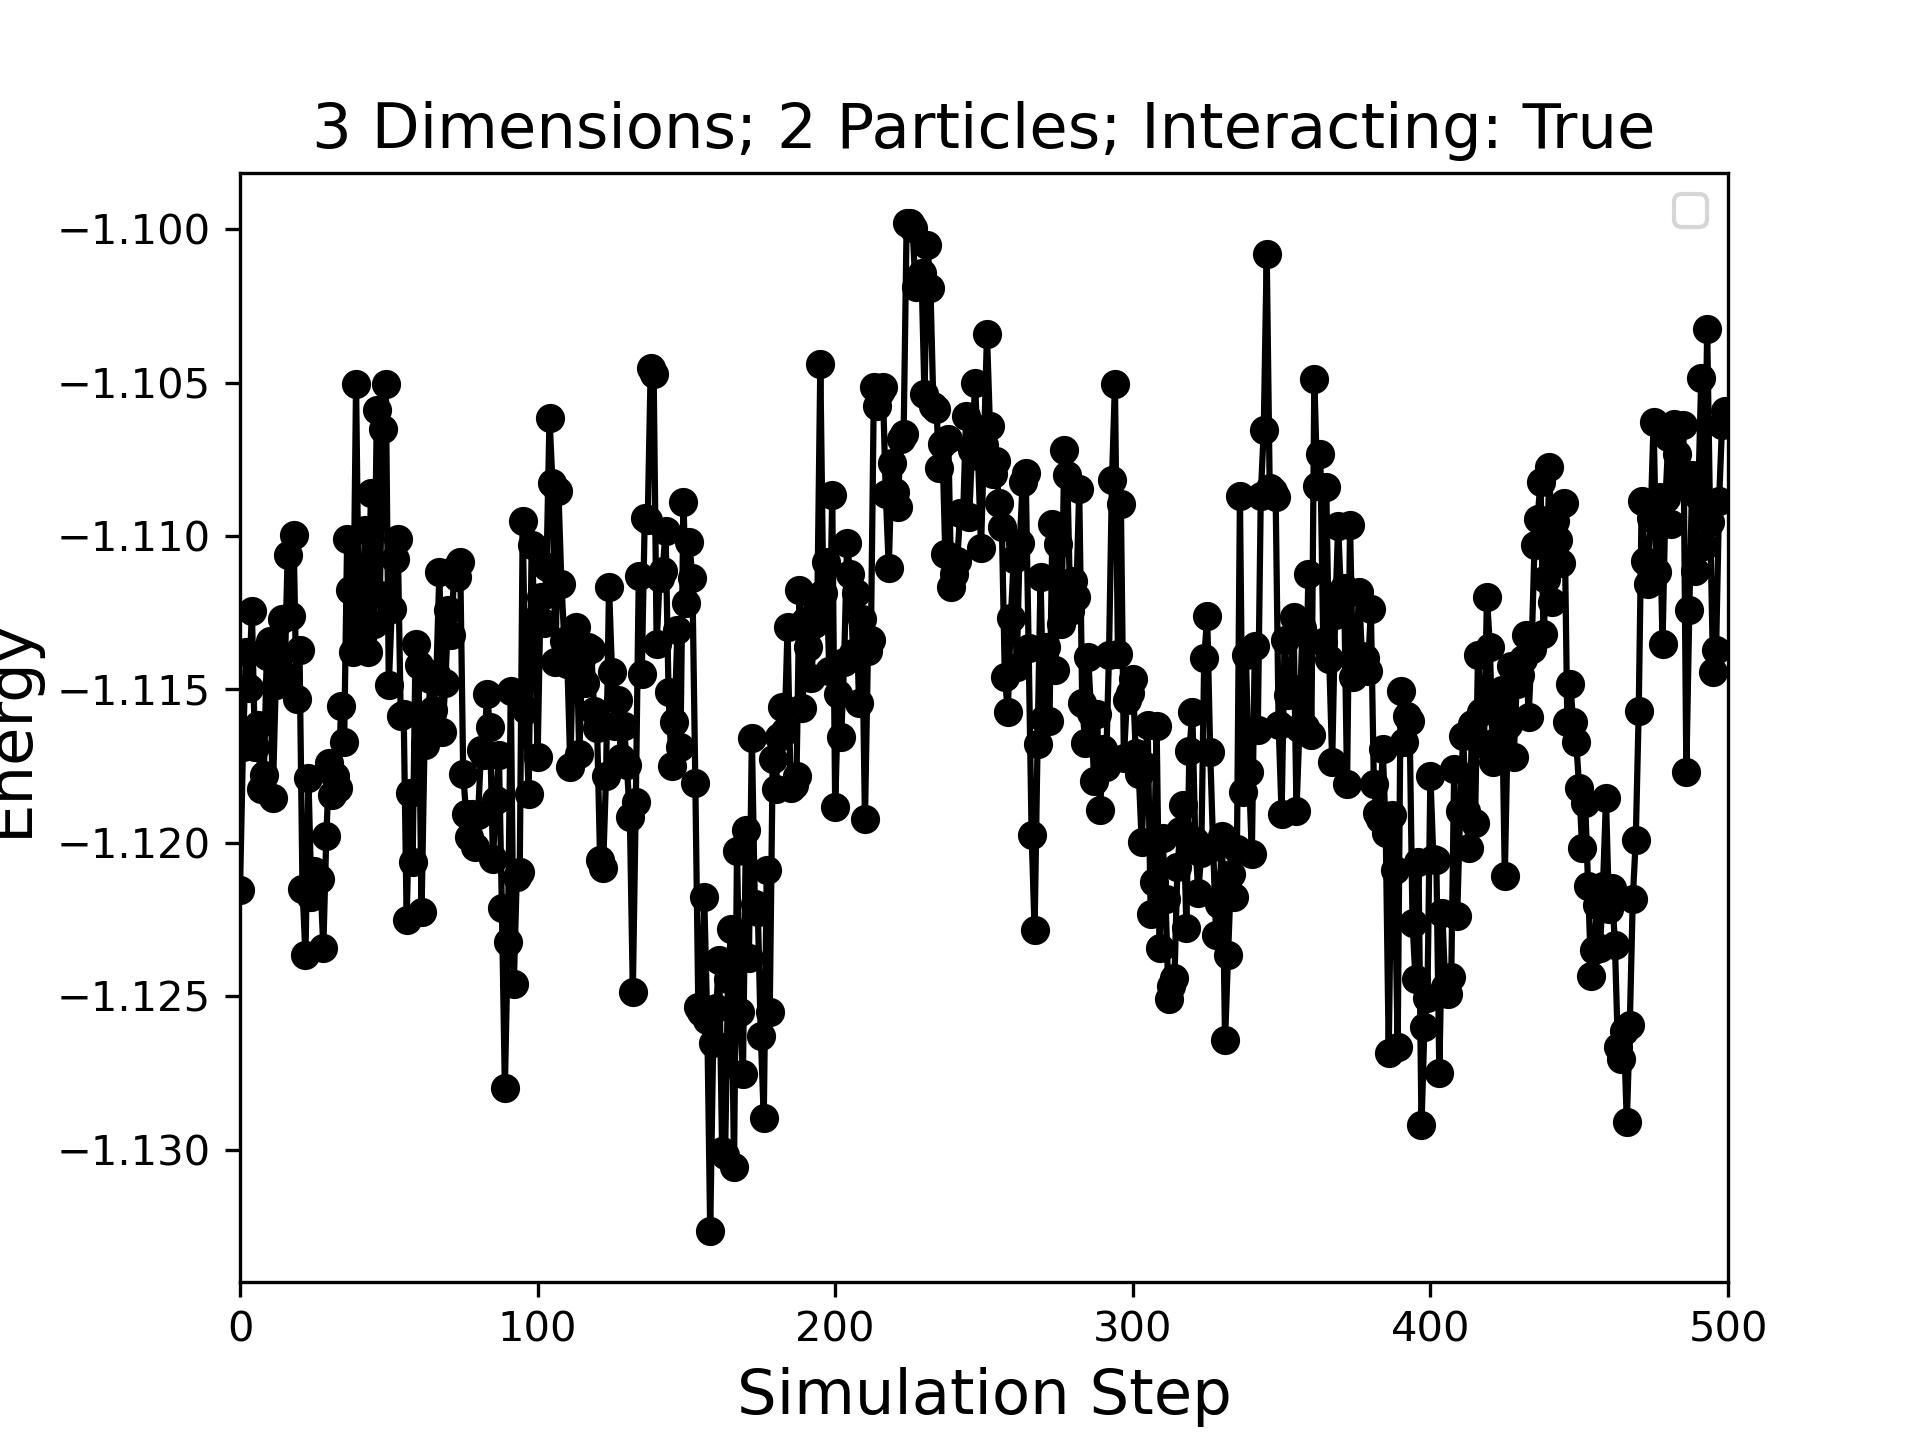 3 Dimensions; 2 Particles; Interacting: True
−1.100
−1.105
−1.110
−1.115
−1.120
−1.125
−1.130
Energy
0 100 200 300 400 500
Simulation Step